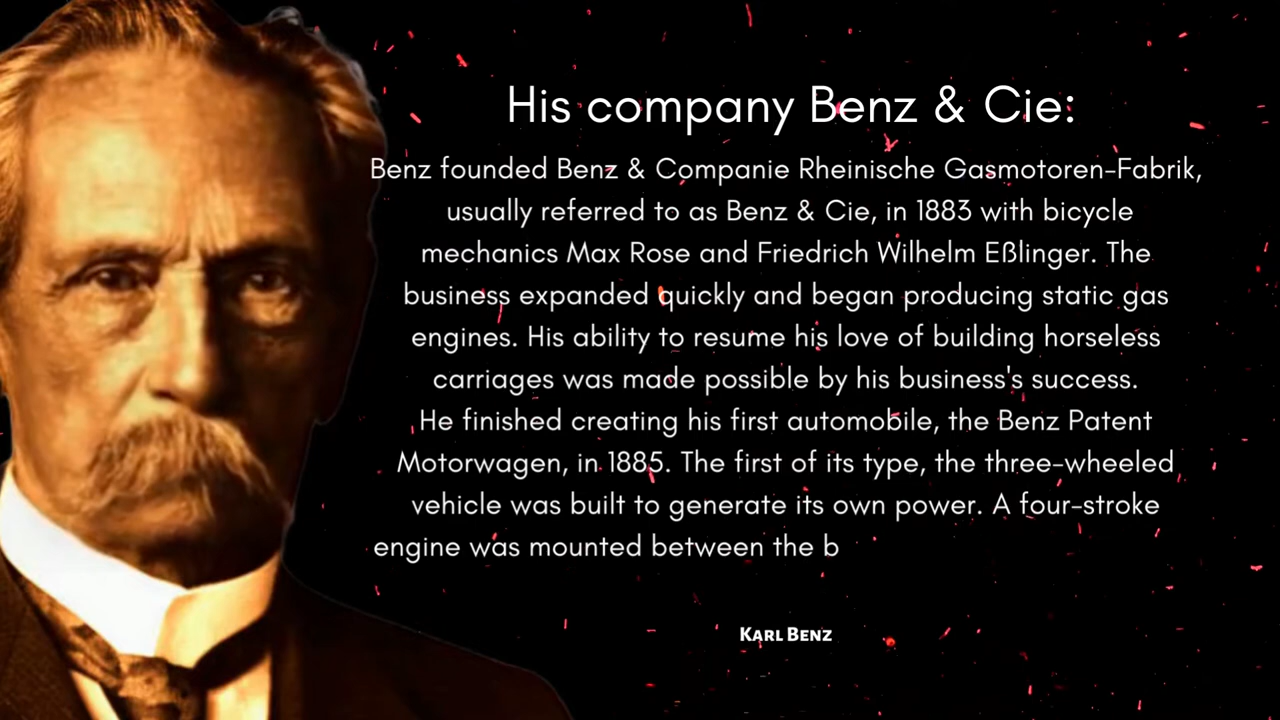 His company Benz & Cie:
Benz founded Benz & Companie Rheinische Gasmotoren-Fabrik,
usually referred to as Benz & Cie, in 1883 with bicycle
mechanics Max Rose and Friedrich Wilhelm Eßlinger. The
business expanded quickly and began producing static gas
engines. His ability to resume his love of building horseless
carriages was made possible by his business's success.
He finished creating his first automobile, the Benz Patent
Motorwagen, in 1885. The first of its type, the three-wheeled
vehicle was built to generate its own power. A four-stroke
engine was mounted between the b
Karl Benz